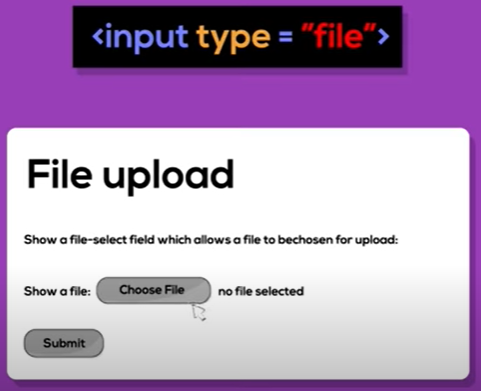 <input type = "file">
File upload
Show a file-select field which allows a file to bechosen for upload:
Show a file: Choose File no file selected
Submit